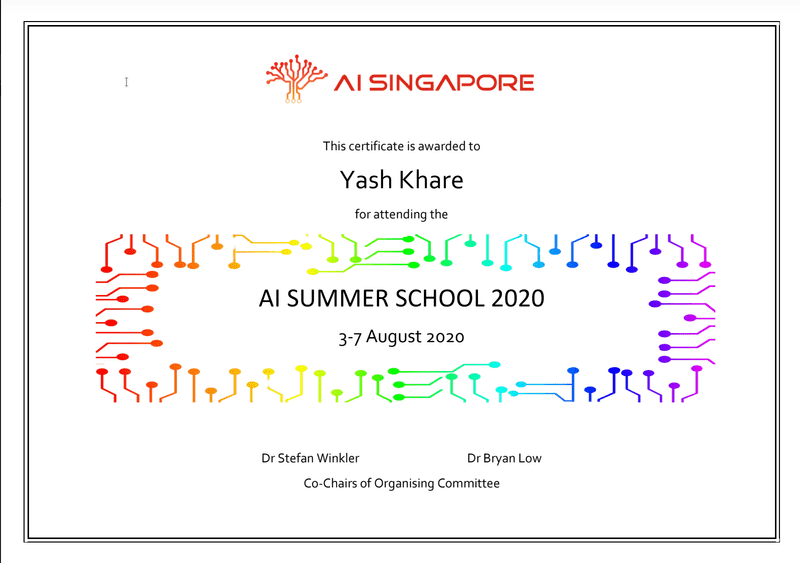 AI SINGAPORE
This certificate is awarded to
Yash Khare
for attending the
AI SUMMER SCHOOL 2020
3-7 August 2020
Dr Stefan Winkler Dr Bryan Low
Co-Chairs of Organising Committee